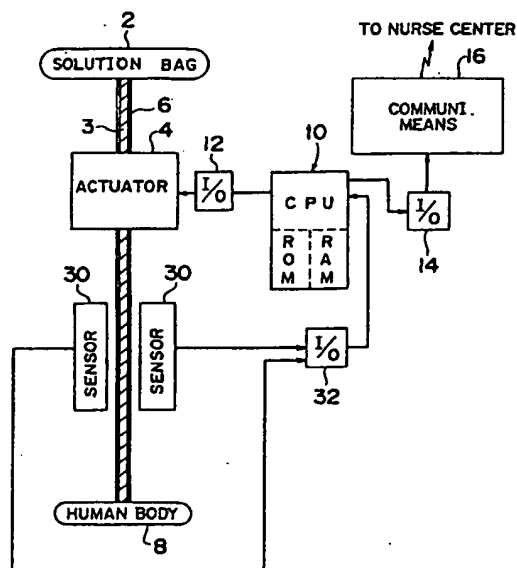 2
SOLUTION BAG
TO NURSE CENTER
16
COMMUNI.
MEANS
3
6
4
12
10
ACTUATOR
I/O
CPU
ROM
RAM
I/O
14
30
30
SENSOR
SENSOR
I/O
32
HUMAN BODY
8